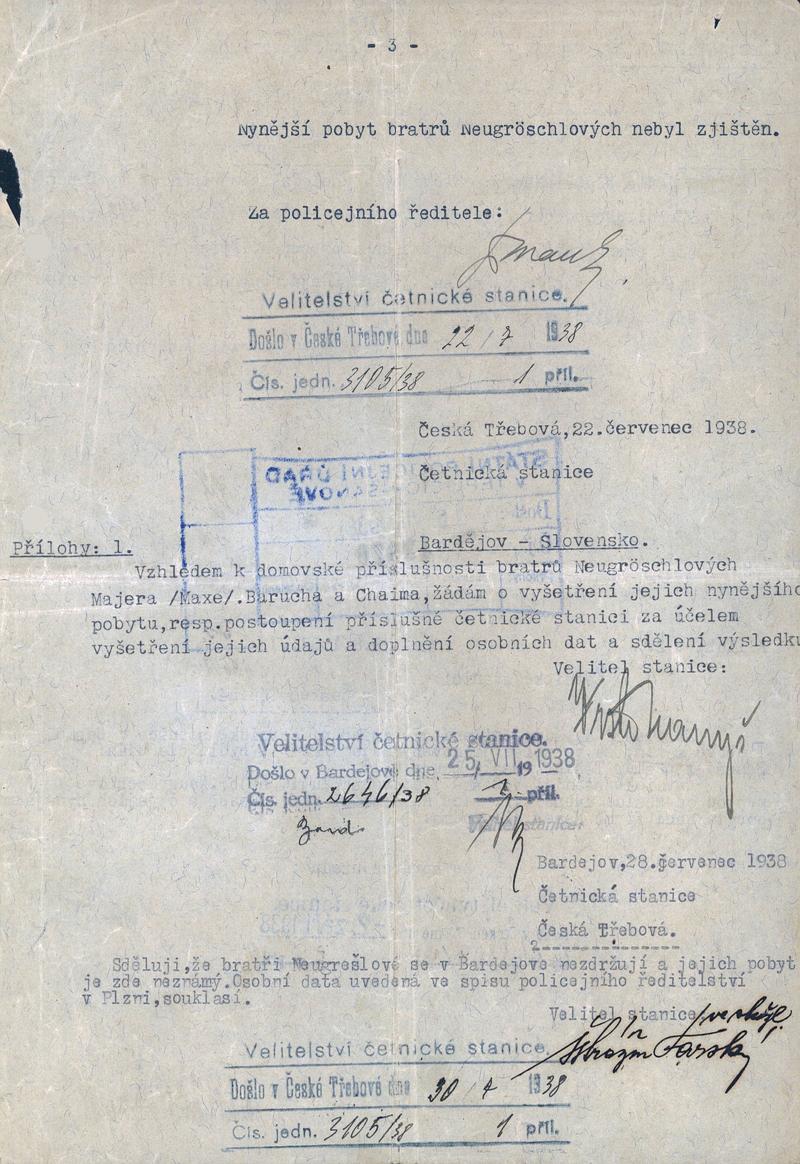 - 3 -
Nynější pobyt bratrů Neugröschlových nebyl zjištěn.
Za policejního ředitele:
Velitelství četnické stanice.
Došlo v České Třebové dne 22/7 1938
Čís. jedn. 3105/38 1 příl.
Česká Třebová,22.červenec 1938.
Četnická stanice
Přílohy: 1.
Bardějov - Slovensko.
Vzhledem k domovské příslušnosti bratrů Neugröschlových
Majera /Maxe/.Barucha a Chaima,žádám o vyšetření jejich nynějšího
pobytu,resp.postoupení příslušné četnické stanici za účelem
vyšetření jejich údajů a doplnění osobních dat a sdělení výsledku
Velitel stanice:
Velitelství četnické stanice.
Došlo v Bardejově dne 25. VII. 1938
Čís. jedn. 2646/38 příl.
Velitel stanice:
Bardejov,28.červenec 1938
Četnická stanice
Česká Třebová.
2------------------
Sděluji,že bratři Neugrešlové se v Bardejove nezdržují a jejich pobyt
je zde neznámý.Osobní data uvedená ve spisu policejního ředitelství
v Plzni,souklasí.
Velitel stanice
Velitelství četnické stanice.
Došlo v České Třebové dne 30/7 1938
Čís. jedn. 3105/38 1 příl.